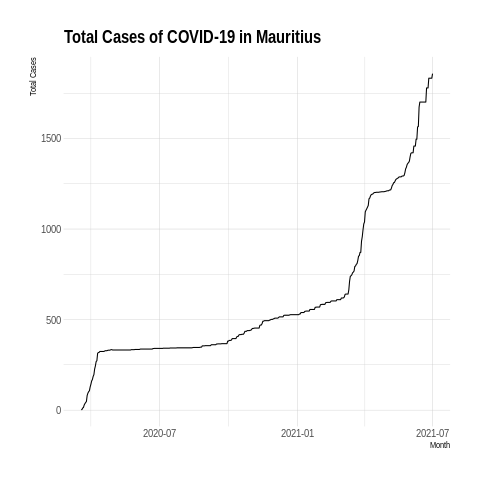 Total Cases of COVID-19 in Mauritius
Total Cases
1500
1000
500
0
2020-07
2021-01
2021-07
Month